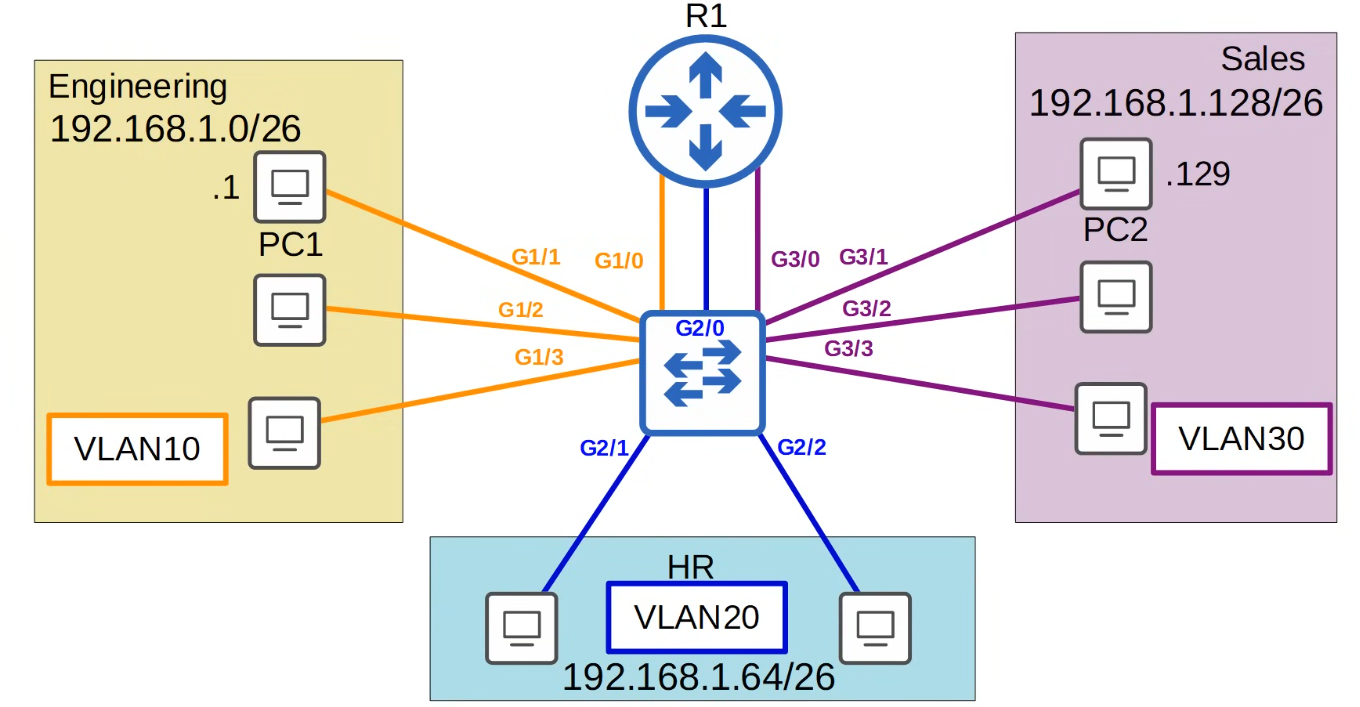 R1
Engineering
192.168.1.0/26
.1
PC1
VLAN10
G1/1
G1/0
G1/2
G1/3
G3/0
G3/1
G3/2
G3/3
G2/0
G2/1
G2/2
Sales
192.168.1.128/26
.129
PC2
VLAN30
HR
VLAN20
192.168.1.64/26